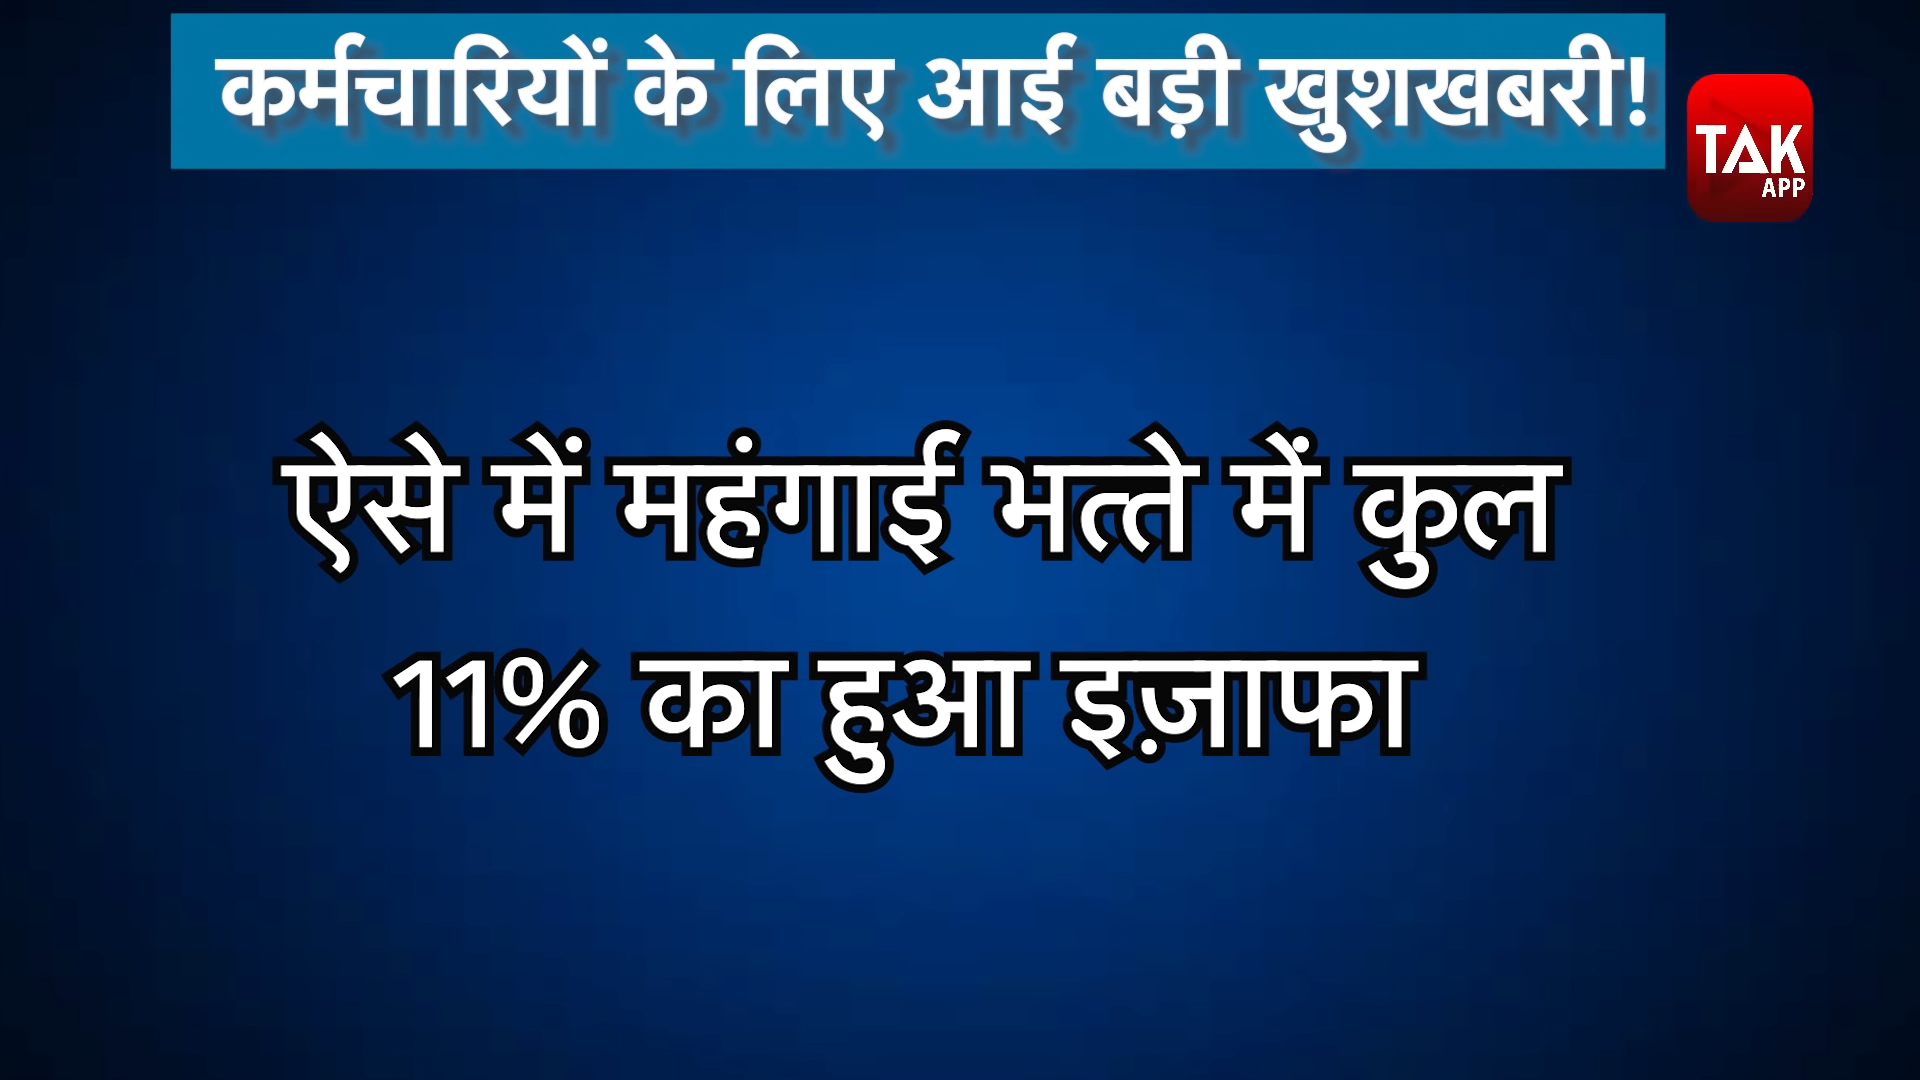 कर्मचारियों के लिए आई बड़ी खुशखबरी!
TAK
APP
ऐसे में महंगाई भत्ते में कुल
11% का हुआ इज़ाफा